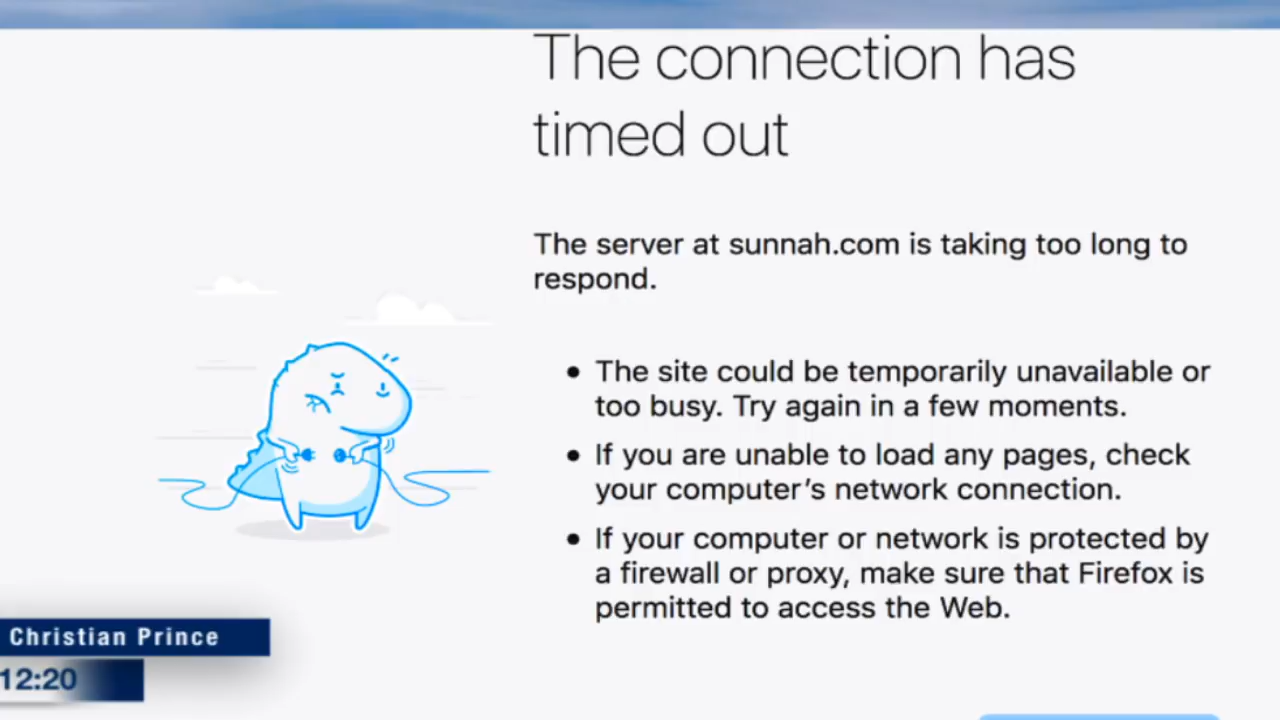 The connection has
timed out
The server at sunnah.com is taking too long to
respond.
• The site could be temporarily unavailable or
too busy. Try again in a few moments.
• If you are unable to load any pages, check
your computer’s network connection.
• If your computer or network is protected by
a firewall or proxy, make sure that Firefox is
permitted to access the Web.
Christian Prince
12:20